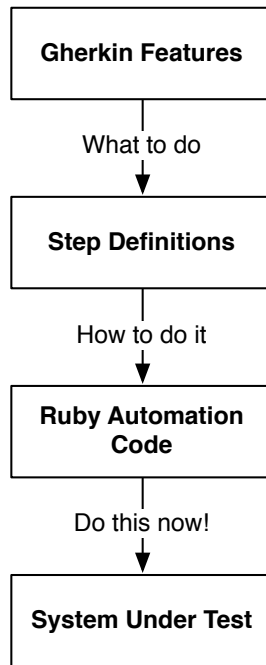 Gherkin Features
What to do
Step Definitions
How to do it
Ruby Automation
Code
Do this now!
System Under Test